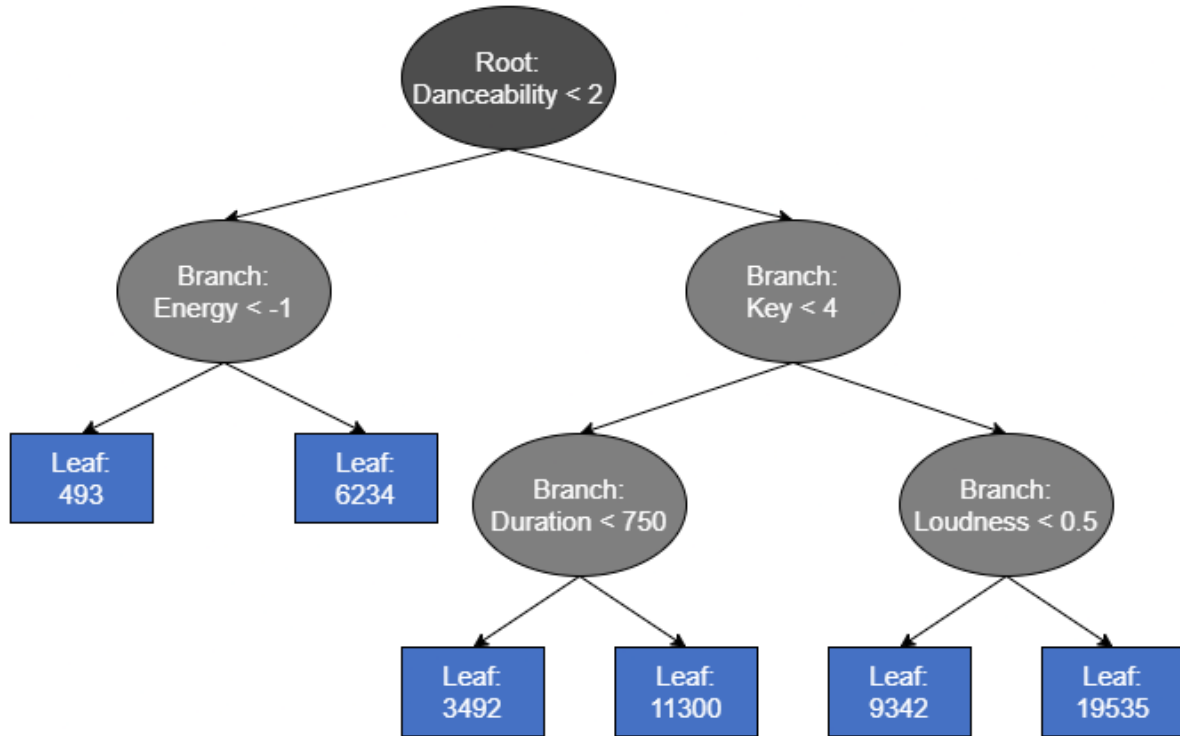 Root:
Danceability < 2
Branch:
Energy < -1
Branch:
Key < 4
Leaf:
493
Leaf:
6234
Branch:
Duration < 750
Branch:
Loudness < 0.5
Leaf:
3492
Leaf:
11300
Leaf:
9342
Leaf:
19535